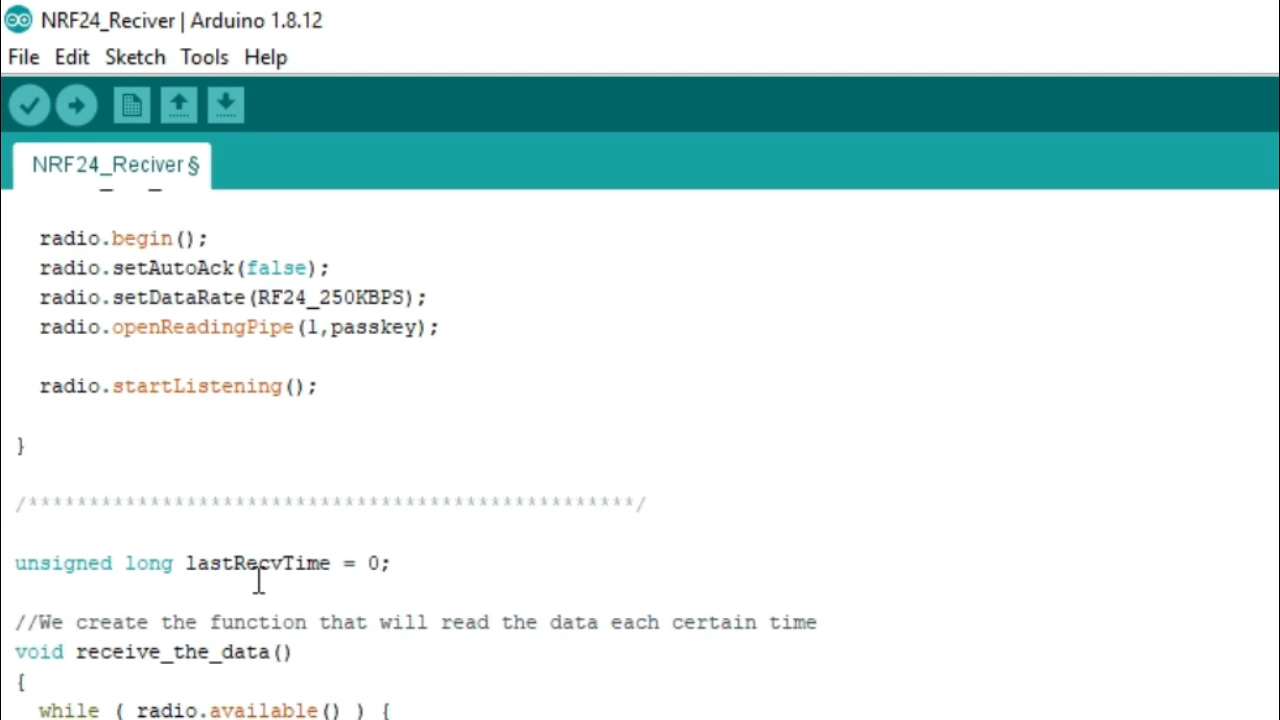 NRF24_Reciver | Arduino 1.8.12
File Edit Sketch Tools Help
NRF24_Reciver §
radio.begin();
radio.setAutoAck(false);
radio.setDataRate(RF24_250KBPS);
radio.openReadingPipe(1,passkey);
radio.startListening();
}
/**************************************************/
unsigned long lastRecvTime = 0;
//We create the function that will read the data each certain time
void receive_the_data()
{
while ( radio.available() ) {